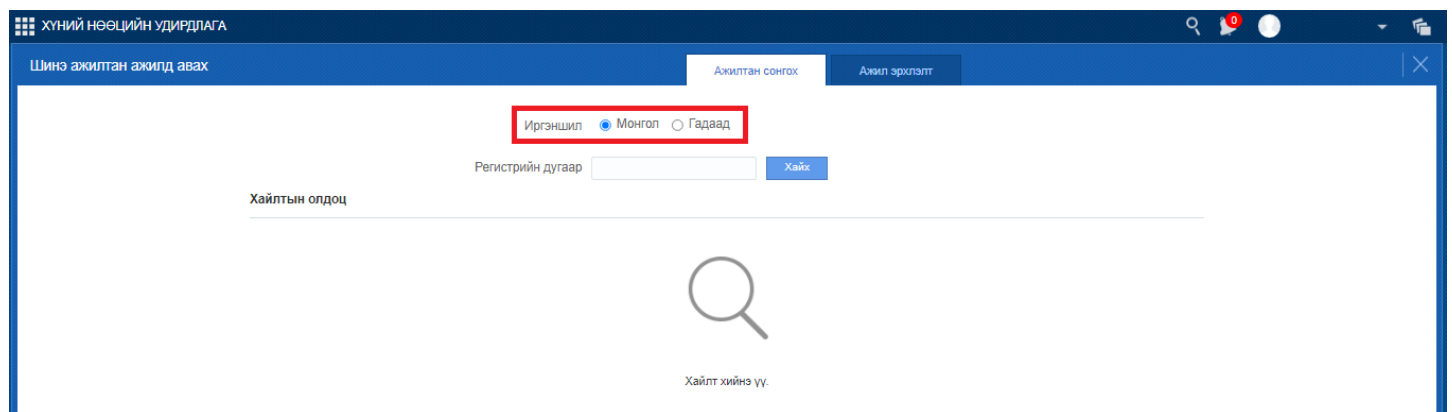 ХҮНИЙ НӨӨЦИЙН УДИРДЛАГА
0
Шинэ ажилтан ажилд авах
Ажилтан сонгох
Ажил эрхлэлт
Иргэншил Монгол Гадаад
Регистрийн дугаар Хайх
Хайлтын олдоц
Хайлт хийнэ үү.